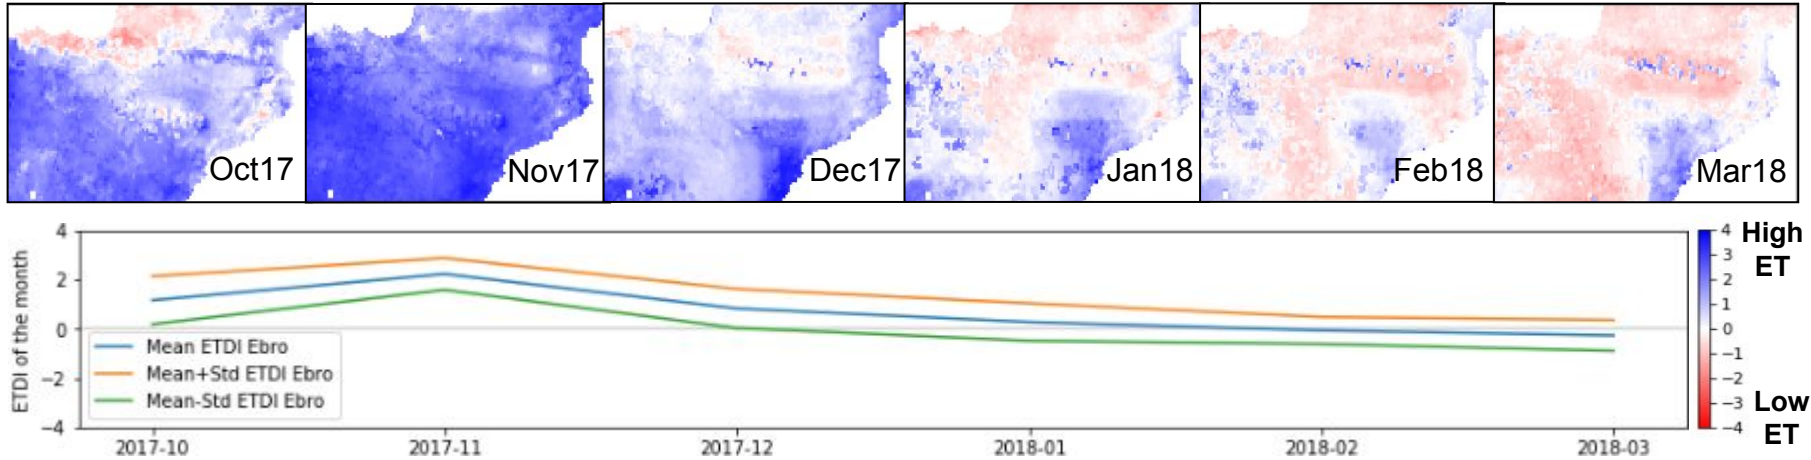 Oct17
Nov17
Dec17
Jan18
Feb18
Mar18
ETDI of the month
4
2
0
−2
−4
Mean ETDI Ebro
Mean+Std ETDI Ebro
Mean-Std ETDI Ebro
2017-10
2017-11
2017-12
2018-01
2018-02
2018-03
4
3
2
1
0
−1
−2
−3
−4
High
ET
Low
ET